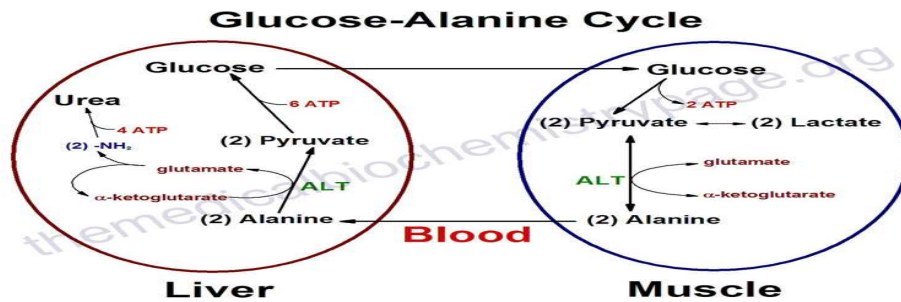 Glucose-Alanine Cycle
Glucose
6 ATP
Urea
4 ATP
(2) -NH₂
(2) Pyruvate
glutamate
α-ketoglutarate
ALT
(2) Alanine
Liver
Blood
Glucose
2 ATP
(2) Pyruvate
(2) Lactate
glutamate
ALT
α-ketoglutarate
(2) Alanine
Muscle
themedicalbiochemistrypage.org